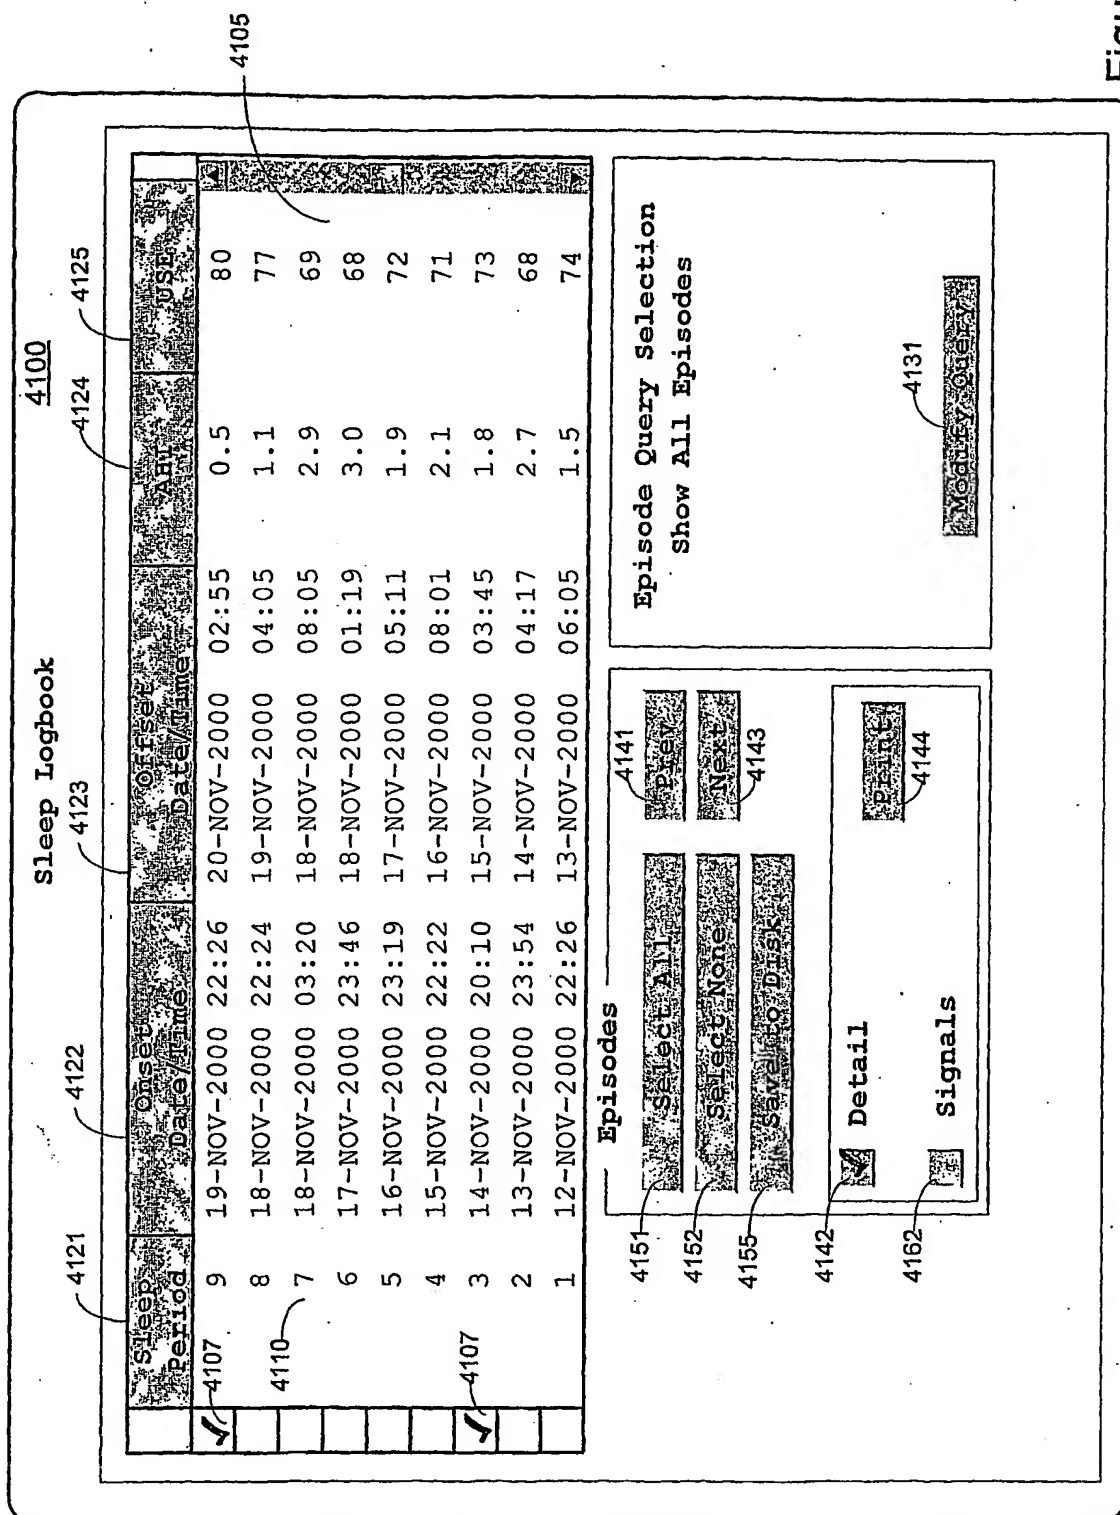 Sleep Logbook
4100
4121
4122
4123
4124
4125
4105
Sleep Period
Onset Date/Time
Offset Date/Time
AHI
USE
4107
9 19-NOV-2000 22:26 20-NOV-2000 02:55 0.5 80
8 18-NOV-2000 22:24 19-NOV-2000 04:05 1.1 77
4110
7 18-NOV-2000 03:20 18-NOV-2000 08:05 2.9 69
6 17-NOV-2000 23:46 18-NOV-2000 01:19 3.0 68
5 16-NOV-2000 23:19 17-NOV-2000 05:11 1.9 72
4 15-NOV-2000 22:22 16-NOV-2000 08:01 2.1 71
4107
3 14-NOV-2000 20:10 15-NOV-2000 03:45 1.8 73
2 13-NOV-2000 23:54 14-NOV-2000 04:17 2.7 68
1 12-NOV-2000 22:26 13-NOV-2000 06:05 1.5 74
Episodes
4151
Select All
4141
Prev
4152
Select None
Next
4143
4155
Save to Disk
4142
Detail
Print
4144
4162
Signals
Episode Query Selection
Show All Episodes
4131
Modify Query